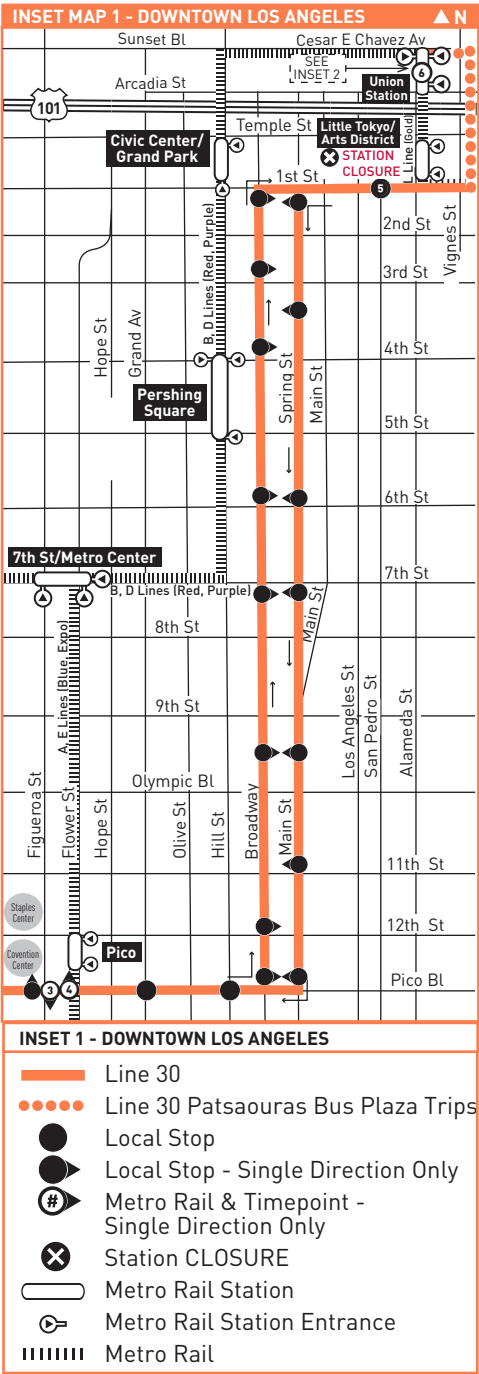 INSET MAP 1 - DOWNTOWN LOS ANGELES
N
Sunset Bl
Cesar E Chavez Av
SEE
INSET 2
6
Union
Station
Arcadia St
101
Temple St
Little Tokyo/
Arts District
STATION
CLOSURE
L Line (Gold)
Civic Center/
Grand Park
1st St
5
2nd St
Vignes St
3rd St
B, D Lines (Red, Purple)
Hope St
Grand Av
4th St
Spring St
Main St
Pershing
Square
5th St
6th St
7th St/Metro Center
7th St
B, D Lines (Red, Purple)
Main St
8th St
A, E Lines (Blue, Expo)
9th St
Los Angeles St
San Pedro St
Alameda St
Olympic Bl
Figueroa St
Flower St
Hope St
Olive St
Hill St
Broadway
Main St
11th St
Staples
Center
12th St
Covention
Center
Pico
3
4
Pico Bl
INSET 1 - DOWNTOWN LOS ANGELES
Line 30
Line 30 Patsaouras Bus Plaza Trips
Local Stop
Local Stop - Single Direction Only
#
Metro Rail & Timepoint -
Single Direction Only
Station CLOSURE
Metro Rail Station
Metro Rail Station Entrance
Metro Rail